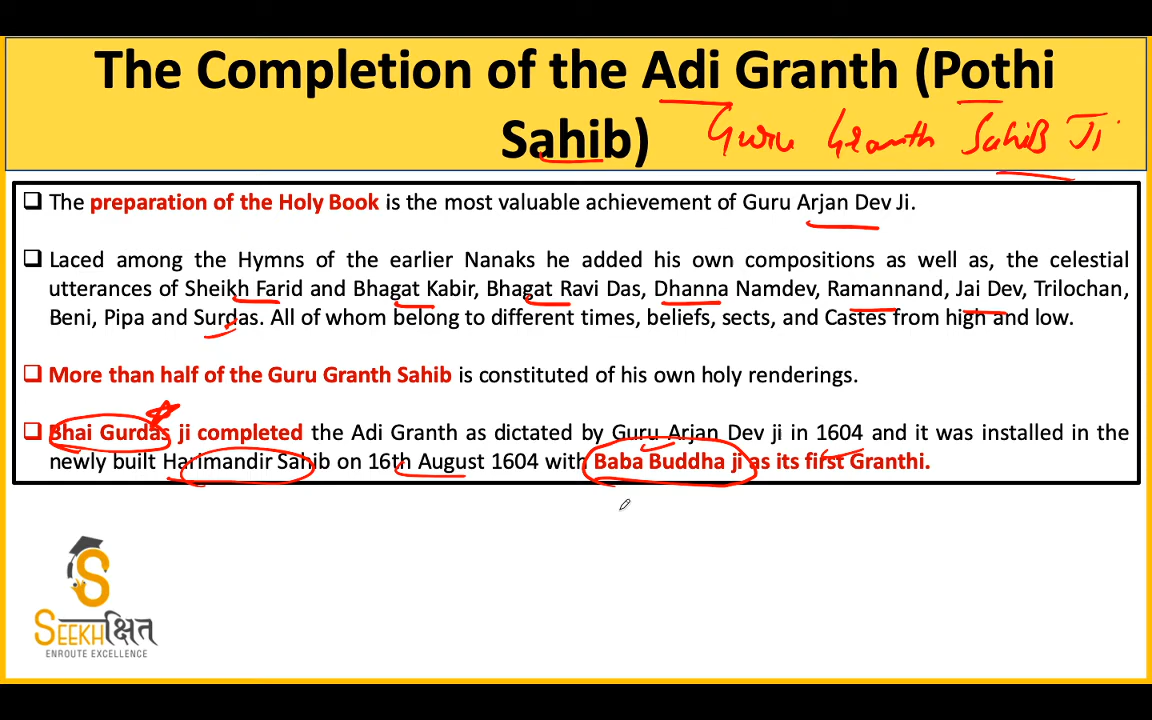 The Completion of the Adi Granth (Pothi
Sahib)
Guru Granth Sahib Ji
❑ The preparation of the Holy Book is the most valuable achievement of Guru Arjan Dev Ji.
❑ Laced among the Hymns of the earlier Nanaks he added his own compositions as well as, the celestial
utterances of Sheikh Farid and Bhagat Kabir, Bhagat Ravi Das, Dhanna Namdev, Ramannand, Jai Dev, Trilochan,
Beni, Pipa and Surdas. All of whom belong to different times, beliefs, sects, and Castes from high and low.
❑ More than half of the Guru Granth Sahib is constituted of his own holy renderings.
❑ Bhai Gurdas ji completed the Adi Granth as dictated by Guru Arjan Dev ji in 1604 and it was installed in the
newly built Harimandir Sahib on 16th August 1604 with Baba Buddha ji as its first Granthi.
SEEKHक्षित
ENROUTE EXCELLENCE